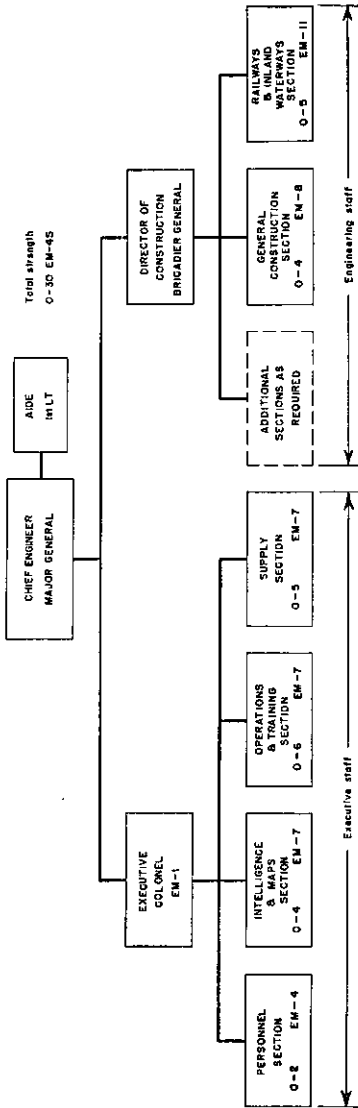 CHIEF ENGINEER
MAJOR GENERAL
AIDE
1st LT
Total strength
O-30 EM-45
EXECUTIVE
COLONEL
EM-1
DIRECTOR OF
CONSTRUCTION
BRIGADIER GENERAL
PERSONNEL
SECTION
O-2 EM-4
INTELLIGENCE
& MAPS
SECTION
O-4 EM-7
OPERATIONS
& TRAINING
SECTION
O-6 EM-7
SUPPLY
SECTION
O-5 EM-7
ADDITIONAL
SECTIONS AS
REQUIRED
GENERAL
CONSTRUCTION
SECTION
O-4 EM-8
RAILWAYS
& INLAND
WATERWAYS
SECTION
O-5 EM-11
Executive staff
Engineering staff